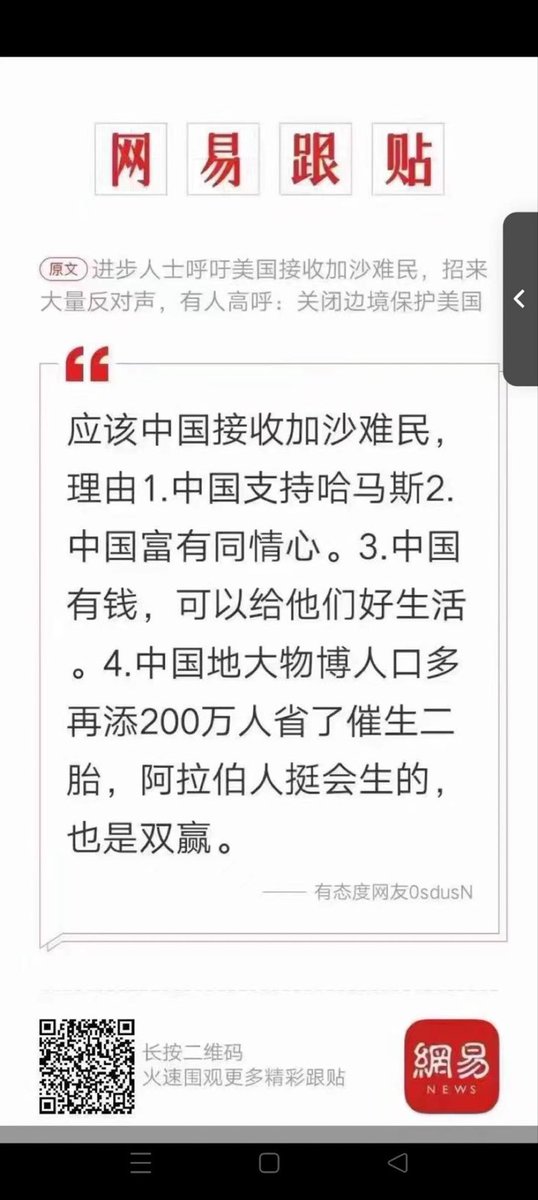 网易跟贴
原文 进步人士呼吁美国接收加沙难民，招来
大量反对声，有人高呼：关闭边境保护美国
应该中国接收加沙难民，
理由1.中国支持哈马斯2.
中国富有同情心。3.中国
有钱，可以给他们好生活
。4.中国地大物博人口多
再添200万人省了催生二
胎，阿拉伯人挺会生的，
也是双赢。
—— 有态度网友0sdusN
长按二维码
火速围观更多精彩跟贴
網易
NEWS